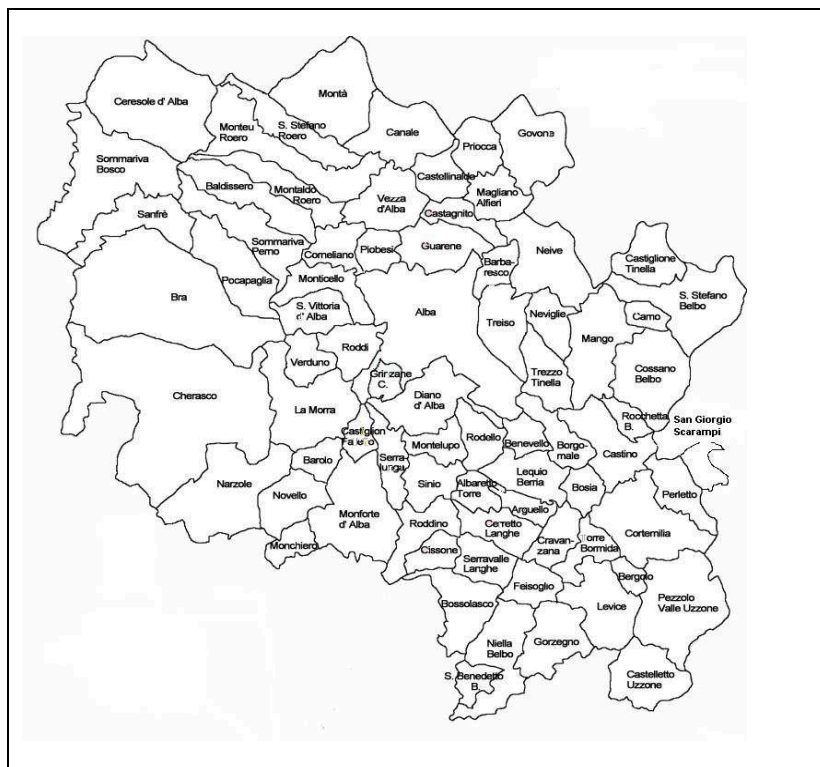 Montà
Ceresole d' Alba
Monteu
Roero
S. Stefano
Roero
Canale
Govone
Priocca
Sommariva
Bosco
Baldissero
Montaldo
Roero
Castellinaldo
Vezza
d'Alba
Magliano
Alfieri
Castagnito
Sanfrè
Sommariva
Perno
Corneliano
Piobesi
Guarene
Neive
Barba-
resco
Castiglione
Tinella
Pocapaglia
Monticello
Bra
S. Vittoria
d' Alba
Alba
Treiso
Neviglie
Mango
Camo
S. Stefano
Belbo
Roddi
Verduno
Grinzane
C.
Trezzo
Tinella
Cossano
Belbo
Cherasco
Diano
d' Alba
La Morra
Rocchetta
B.
San Giorgio
Scarampi
Castiglion
Falletto
Serra-
lunga
Montelupo
Rodello
Benevello
Borgo-
male
Castino
Barolo
Lequio
Berria
Narzole
Novello
Sinio
Albaretto
Torre
Bosia
Perletto
Monforte
d' Alba
Arguello
Roddino
Cerretto
Langhe
Cravan-
zana
Torre
Bormida
Cortemilia
Monchiero
Cissone
Serravalle
Langhe
Feisoglio
Bergolo
Pezzolo
Valle Uzzone
Bossolasco
Levice
Niella
Belbo
Gorzegno
S. Benedetto
B.
Castelletto
Uzzone